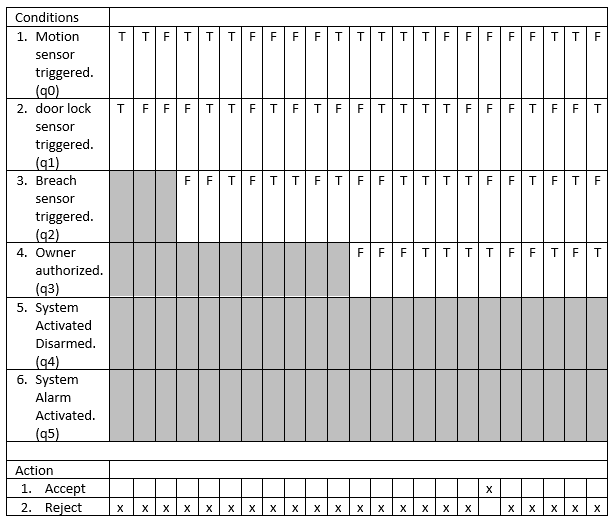 Conditions
1. Motion sensor triggered. (q0) T T F T T T F F F F T T T T T F F F F F T T F
2. door lock sensor triggered. (q1) T F F F T T F T F T F F T T T T F F F T F F T
3. Breach sensor triggered. (q2) F F T F T T F T F F T T T T F F T F T F
4. Owner authorized. (q3) F F F T T T T F F T F T
5. System Activated Disarmed. (q4)
6. System Alarm Activated. (q5)
Action
1. Accept x
2. Reject x x x x x x x x x x x x x x x x x x x x x x